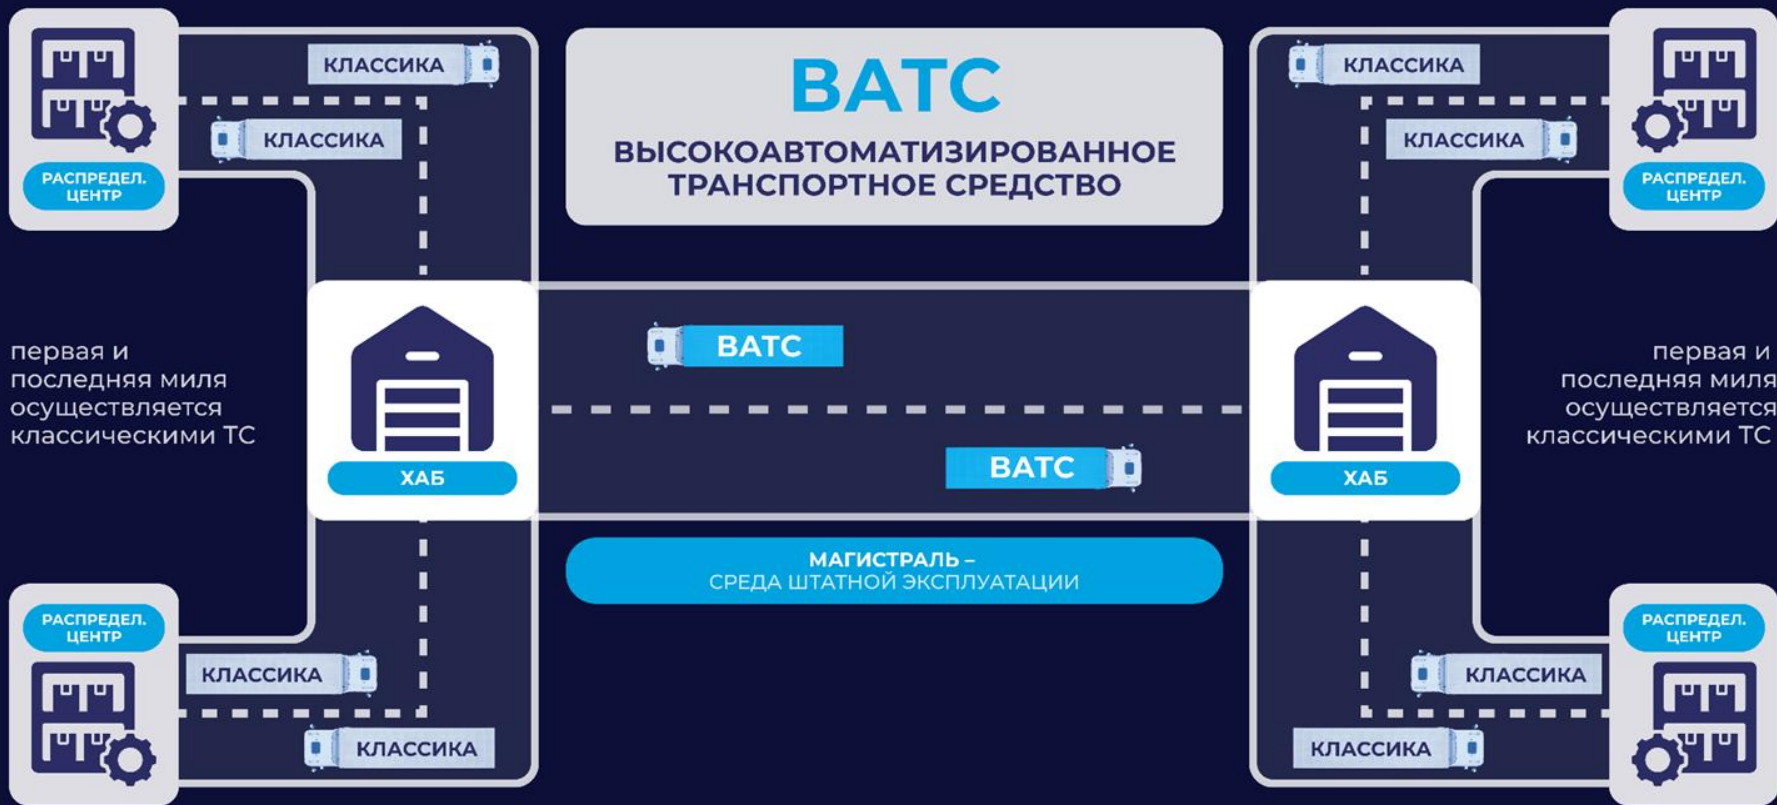 КЛАССИКА
КЛАССИКА
РАСПРЕДЕЛ.
ЦЕНТР
ВАТС
ВЫСОКОАВТОМАТИЗИРОВАННОЕ
ТРАНСПОРТНОЕ СРЕДСТВО
КЛАССИКА
КЛАССИКА
РАСПРЕДЕЛ.
ЦЕНТР
первая и
последняя миля
осуществляется
классическими ТС
ХАБ
ВАТС
ВАТС
ХАБ
первая и
последняя миля
осуществляется
классическими ТС
МАГИСТРАЛЬ –
СРЕДА ШТАТНОЙ ЭКСПЛУАТАЦИИ
РАСПРЕДЕЛ.
ЦЕНТР
КЛАССИКА
КЛАССИКА
РАСПРЕДЕЛ.
ЦЕНТР
КЛАССИКА
КЛАССИКА